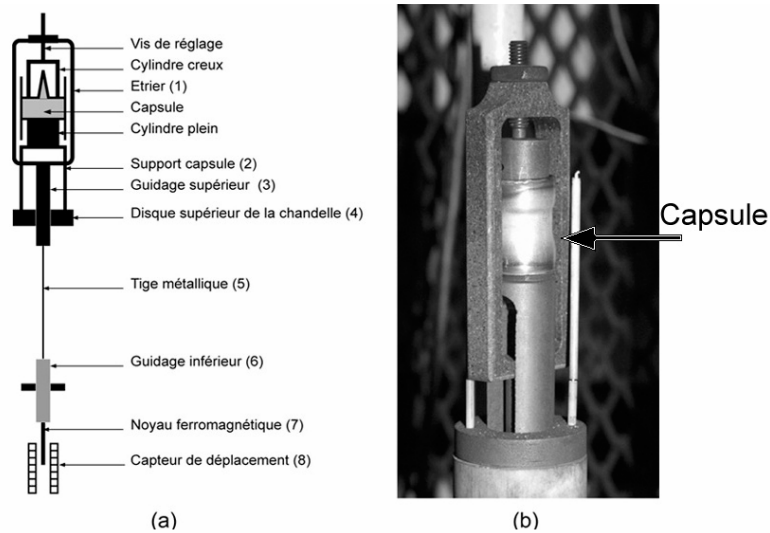 Vis de réglage
Cylindre creux
Etrier (1)
Capsule
Cylindre plein
Support capsule (2)
Guidage supérieur (3)
Disque supérieur de la chandelle (4)
Tige métallique (5)
Guidage inférieur (6)
Noyau ferromagnétique (7)
Capteur de déplacement (8)
(a)
Capsule
(b)